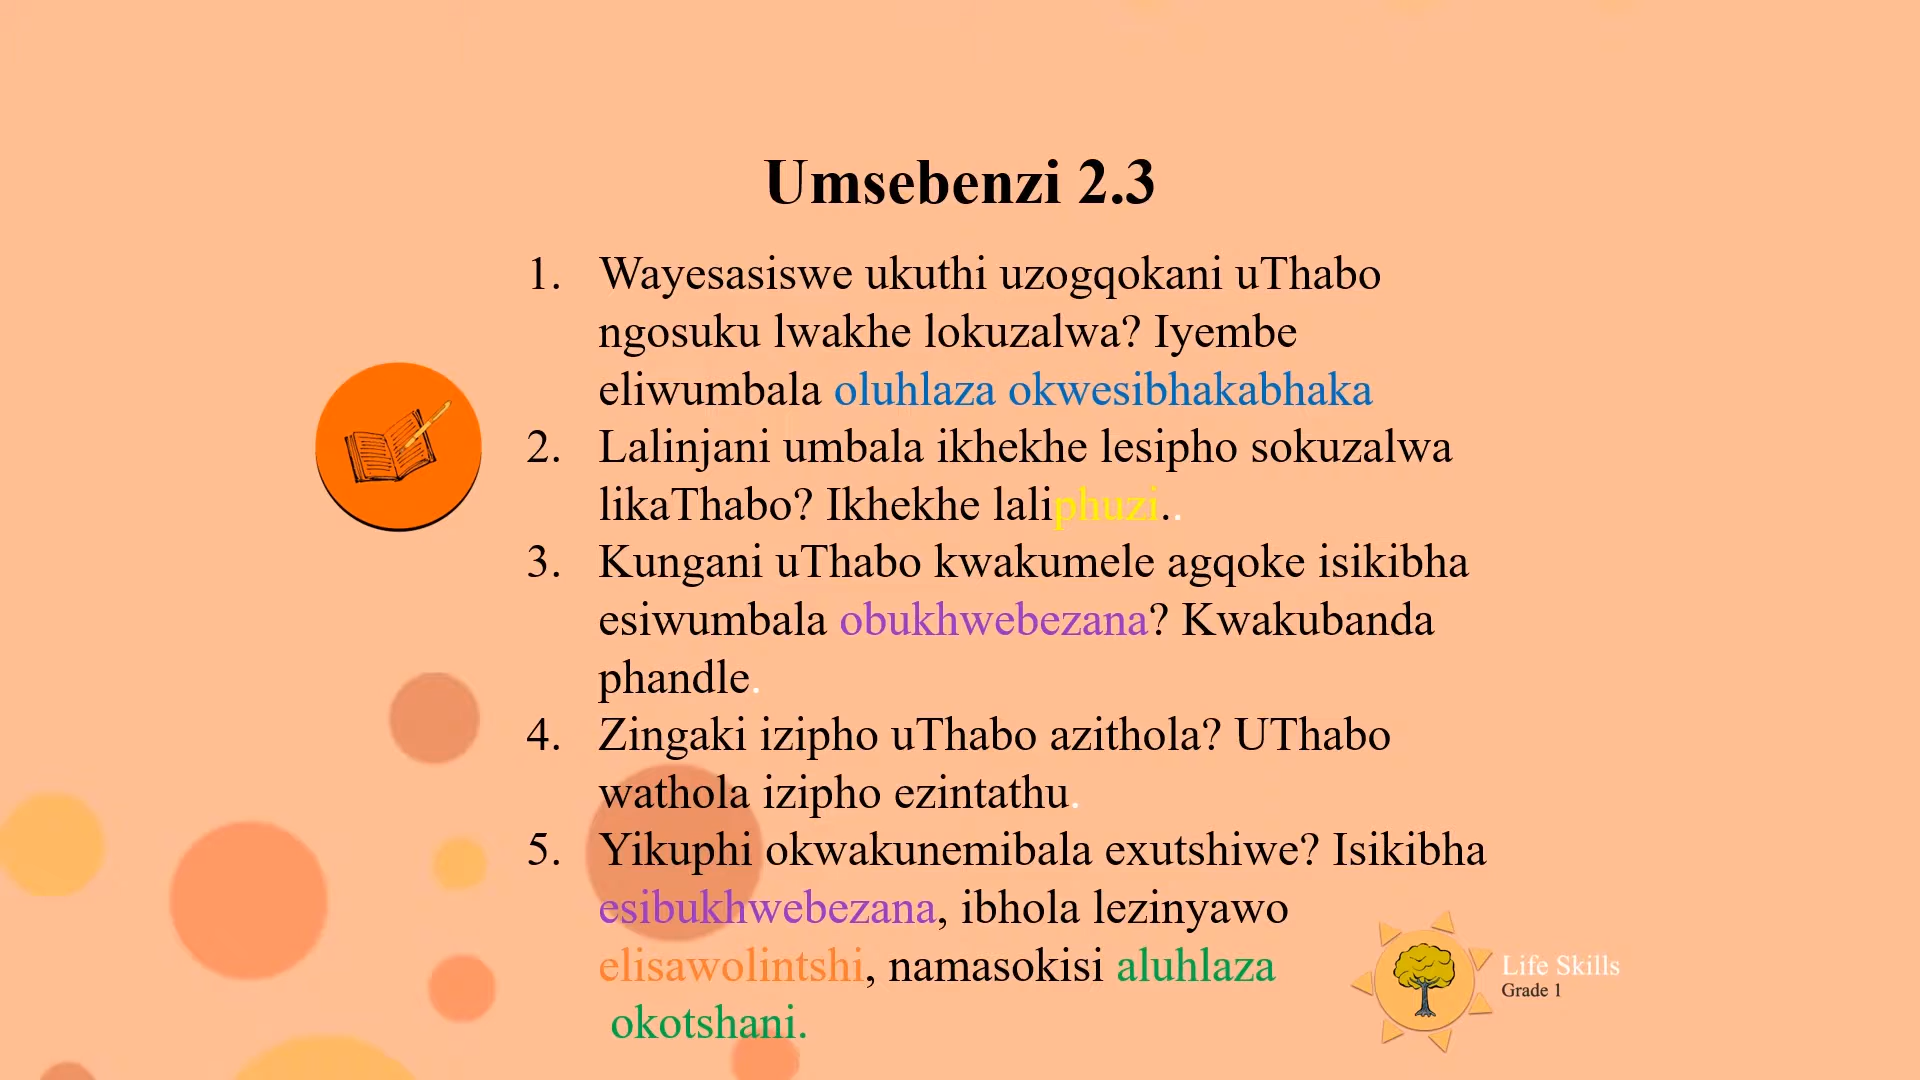 Umsebenzi 2.3
1. Wayesasiswe ukuthi uzogqokani uThabo
ngosuku lwakhe lokuzalwa? Iyembe
eliwumbala oluhlaza okwesibhakabhaka
2. Lalinjani umbala ikhekhe lesipho sokuzalwa
likaThabo? Ikhekhe laliphuzi..
3. Kungani uThabo kwakumele agqoke isikibha
esiwumbala obukhwebezana? Kwakubanda
phandle.
4. Zingaki izipho uThabo azithola? UThabo
wathola izipho ezintathu.
5. Yikuphi okwakunemibala exutshiwe? Isikibha
esibukhwebezana, ibhola lezinyawo
elisawolintshi, namasokisi aluhlaza
okotshani.
Life Skills
Grade 1